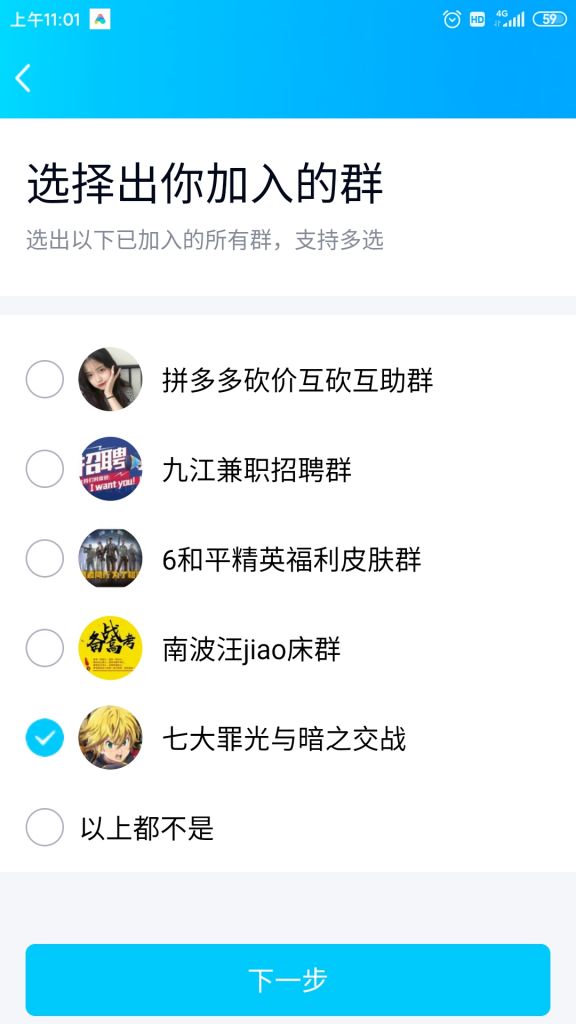 上午11:01
HD 4G 59
选择出你加入的群
选出以下已加入的所有群，支持多选
拼多多砍价互砍互助群
招聘
I want you!
九江兼职招聘群
6和平精英福利皮肤群
备战高考
南波汪jiao床群
七大罪光与暗之交战
以上都不是
下一步